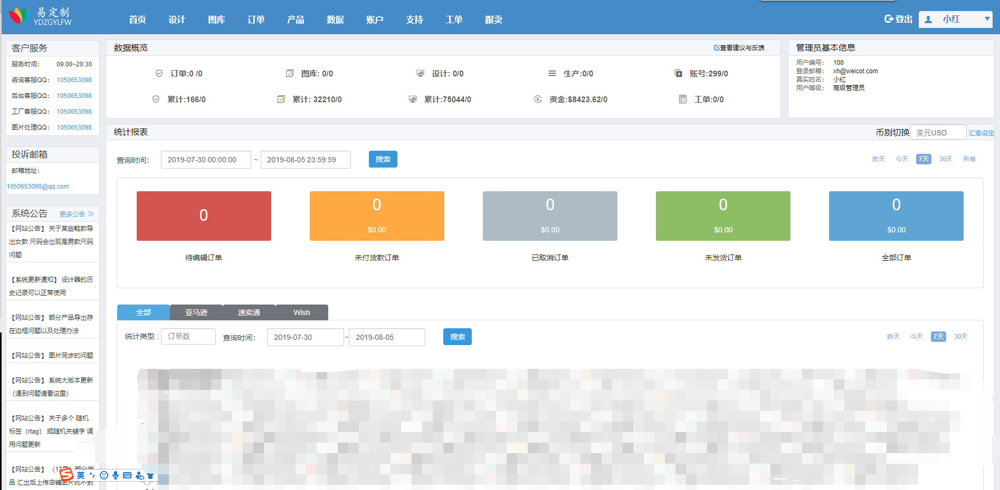 易定制
YDZGYLFW
首页 设计 图库 订单 产品 数据 账户 支持 工单 跟卖
登出 小红
客户服务
服务时间： 09:00~20:30
咨询客服QQ： 1050653098
后台客服QQ： 1050653098
工厂客服QQ： 1050653098
图片处理QQ： 1050653098
投诉邮箱
邮箱地址：
1050653098@qq.com
系统公告 更多公告
【网站公告】 关于某些鞋款导
出女款 尺码会出现是男款尺码
问题
【系统更新通知】 设计器的历
史记录可以正常使用
【网站公告】 部分产品导出存
在边框问题以及处理办法
【网站公告】 图片同步的问题
【网站公告】 系统大版本更新
（遇到问题请看这里）
【网站公告】 关于多个 随机
标签（rtag） 或随机关键字 调
用问题更新
【网站公告】 （17号）部分产
品 汇出后上传店铺图片找不到
英
数据概览 查看建议与反馈
订单:0 /0 图库: 0/0 设计: 0/0 生产:0/0 账号:299/0
累计:166/0 累计: 32210/0 累计:75044/0 资金:$8423.62/0 工单:0/0
管理员基本信息
用户编号： 100
登录邮箱： xh@weicot.com
真实姓名： 小红
用户等级： 高级管理员
统计报表 币别切换 美元USD 汇率设定
查询时间： 2019-07-30 00:00:00 ~ 2019-08-05 23:59:59 搜索 昨天 今天 7天 30天 所有
0 0 0 0 0
$0.00 $0.00 $0.00 $0.00
待编辑订单 未付货款订单 已取消订单 未发货订单 全部订单
全部 亚马逊 速卖通 Wish
统计类型 : 订单数 查询时间： 2019-07-30 ~ 2019-08-05 搜索 昨天 今天 7天 30天